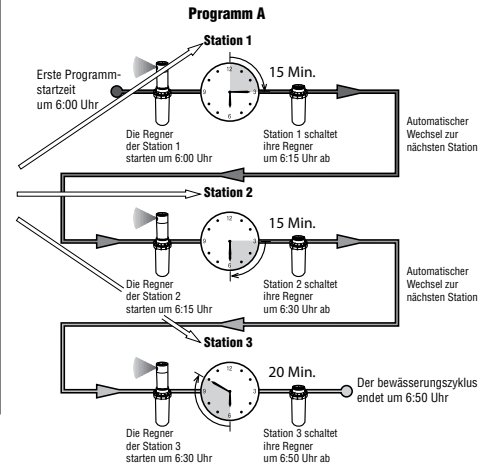 Programm A
Station 1
Erste Programm-
startzeit
um 6:00 Uhr
12
3
6
9
15 Min.
Die Regner
der Station 1
starten um 6:00 Uhr
Station 1 schaltet
ihre Regner
um 6:15 Uhr ab
Automatischer
Wechsel zur
nächsten Station
Station 2
12
3
6
9
15 Min.
Die Regner
der Station 2
starten um 6:15 Uhr
Station 2 schaltet
ihre Regner
um 6:30 Uhr ab
Automatischer
Wechsel zur
nächsten Station
Station 3
12
3
6
9
20 Min.
Der bewässerungszyklus
endet um 6:50 Uhr
Die Regner
der Station 3
starten um 6:30 Uhr
Station 3 schaltet
ihre Regner
um 6:50 Uhr ab